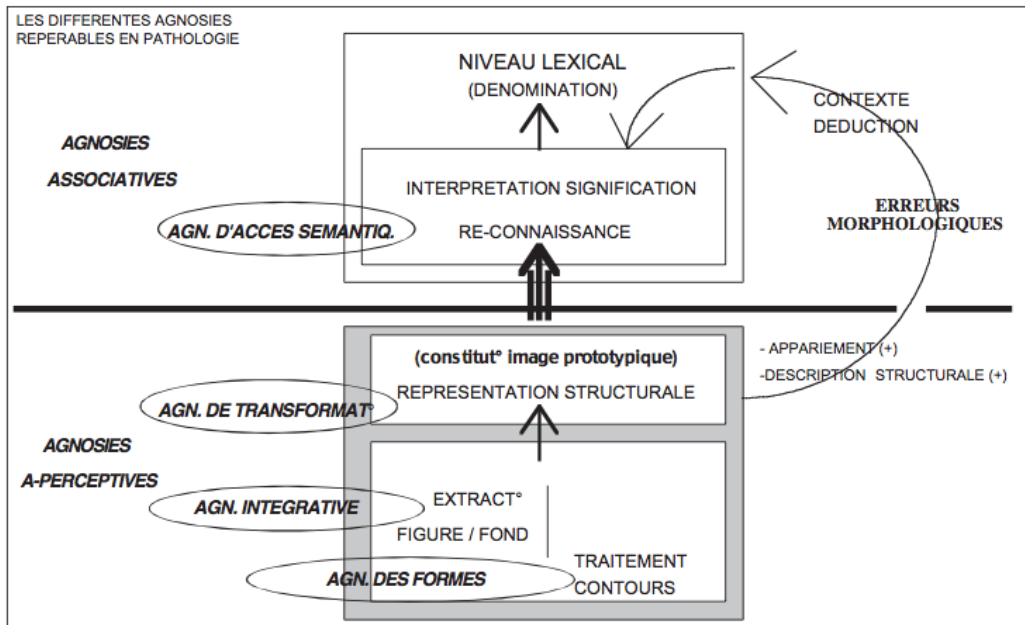 LES DIFFERENTES AGNOSIES
REPERABLES EN PATHOLOGIE
NIVEAU LEXICAL
(DENOMINATION)
CONTEXTE
DEDUCTION
AGNOSIES
ASSOCIATIVES
INTERPRETATION SIGNIFICATION
AGN. D'ACCES SEMANTIQ.
RE-CONNAISSANCE
ERREURS
MORPHOLOGIQUES
(constitut° image prototypique)
REPRESENTATION STRUCTURALE
- APPARIEMENT (+)
-DESCRIPTION STRUCTURALE (+)
AGN. DE TRANSFORMAT°
AGNOSIES
A-PERCEPTIVES
AGN. INTEGRATIVE
EXTRACT°
FIGURE / FOND
AGN. DES FORMES
TRAITEMENT
CONTOURS